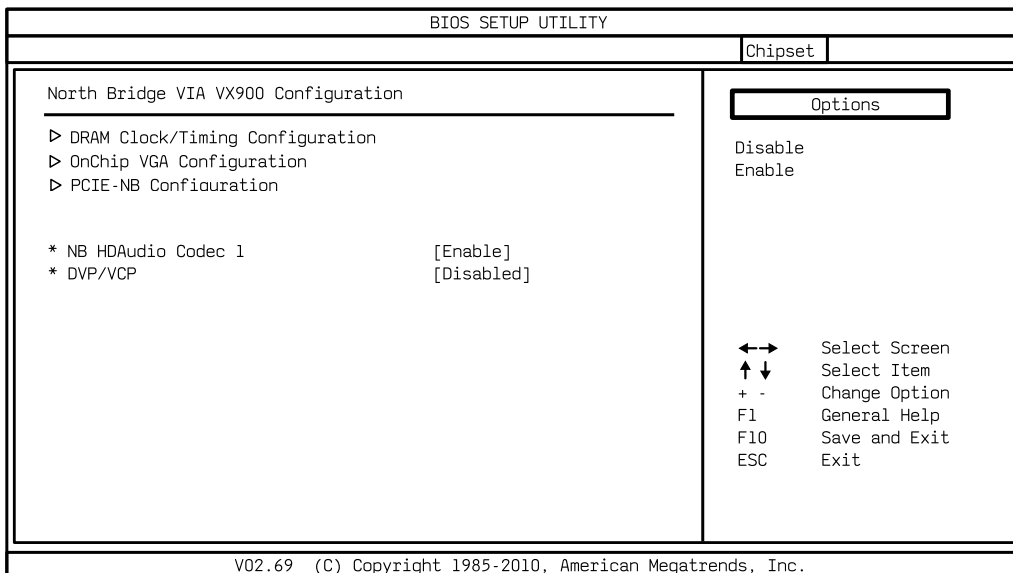 BIOS SETUP UTILITY
Chipset
North Bridge VIA VX900 Configuration
DRAM Clock/Timing Configuration
OnChip VGA Configuration
PCIE-NB Configuration
* NB HDAudio Codec l [Enable]
* DVP/VCP [Disabled]
Options
Disable
Enable
←→ Select Screen
↑↓ Select Item
+ - Change Option
F1 General Help
F10 Save and Exit
ESC Exit
V02.69 (C) Copyright 1985-2010, American Megatrends, Inc.